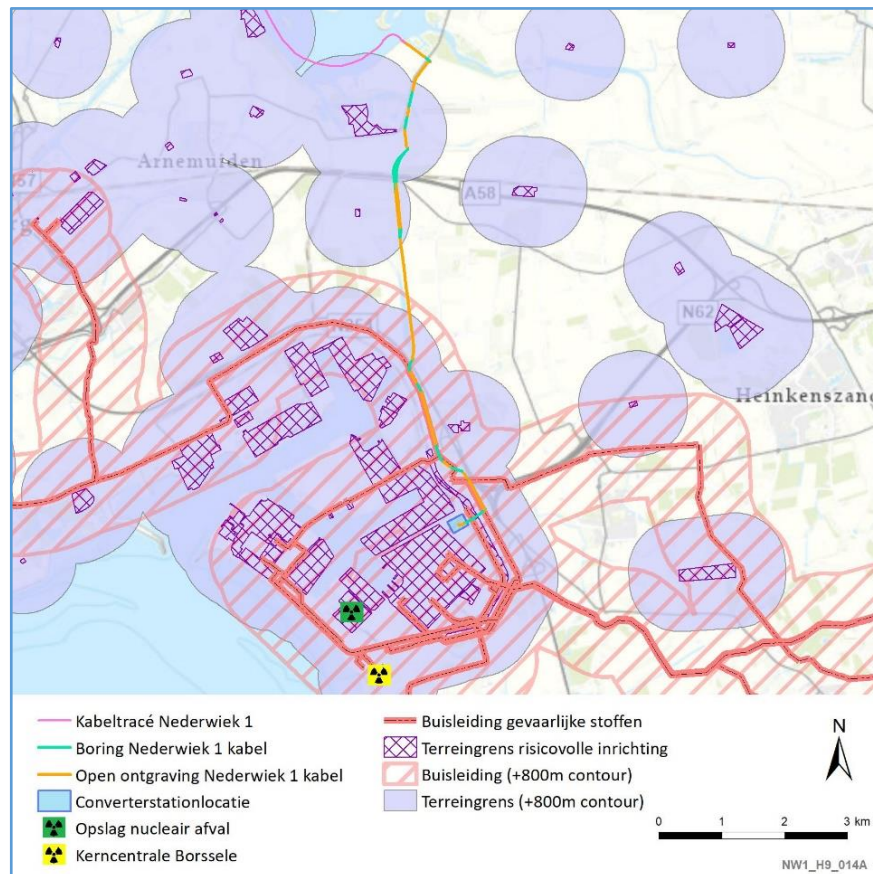 Arnemuiden
A58
N62
Heinkenszand
Kabeltracé Nederwiek 1
Boring Nederwiek 1 kabel
Open ontgraving Nederwiek 1 kabel
Converterstationlocatie
Opslag nucleair afval
Kerncentrale Borssele
Buisleiding gevaarlijke stoffen
Terreingrens risicovolle inrichting
Buisleiding (+800m contour)
Terreingrens (+800m contour)
N
0 1 2 3 km
NW1_H9_014A